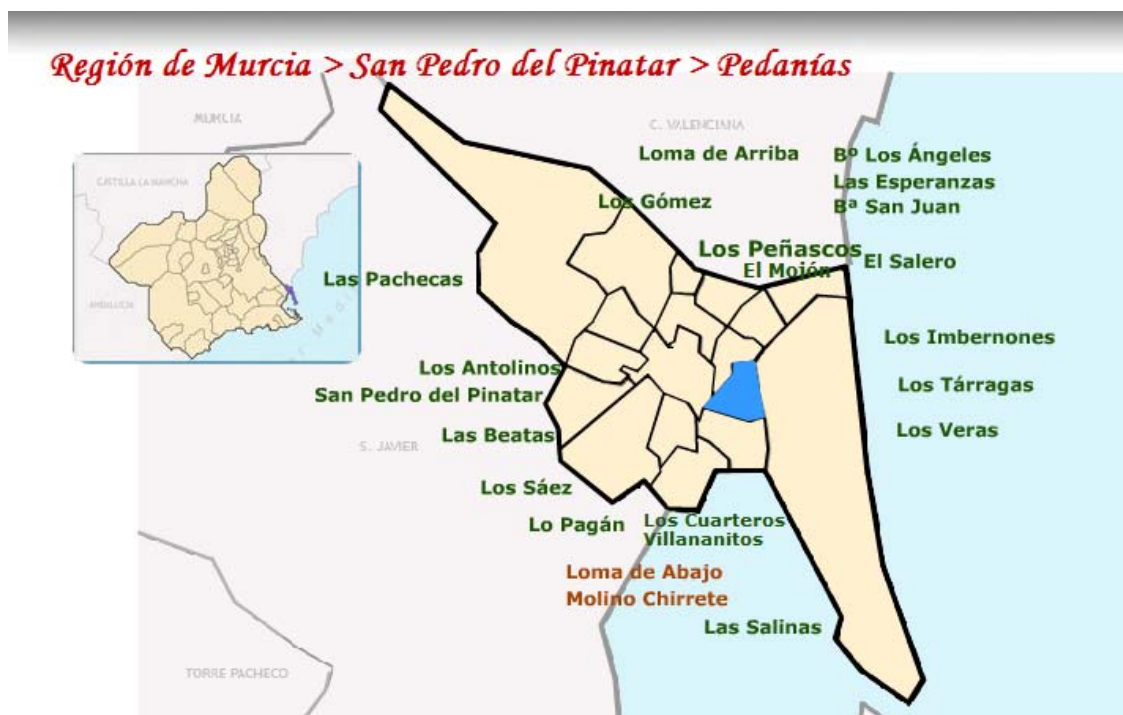 Región de Murcia > San Pedro del Pinatar > Pedanías
MURCIA
C. VALENCIANA
Loma de Arriba
Bº Los Ángeles
CASTILLA LA MANCHA
Las Esperanzas
Los Gómez
Bª San Juan
Los Peñascos
El Mojón
El Salero
Las Pachecas
ANDALUCIA
Los Imbernones
Los Antolinos
Los Tárragas
San Pedro del Pinatar
Las Beatas
Los Veras
S. JAVIER
Los Sáez
Lo Pagán
Los Cuarteros
Villananitos
Loma de Abajo
Molino Chirrete
Las Salinas
TORRE PACHECO